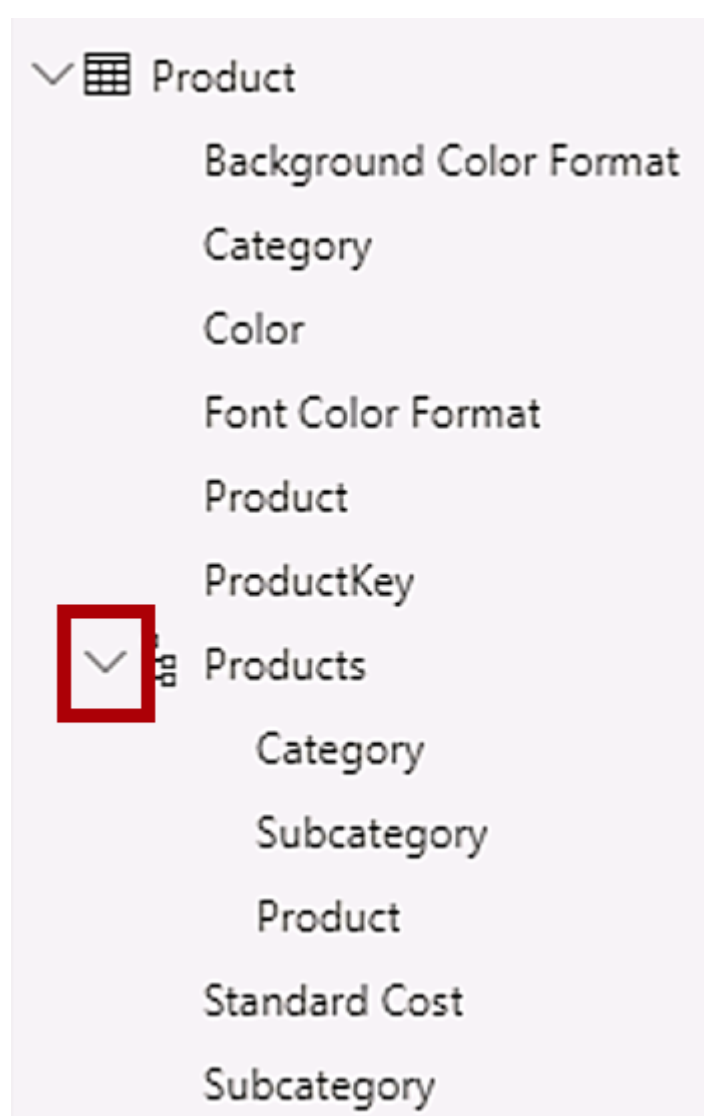 Product
Background Color Format
Category
Color
Font Color Format
Product
ProductKey
Products
Category
Subcategory
Product
Standard Cost
Subcategory